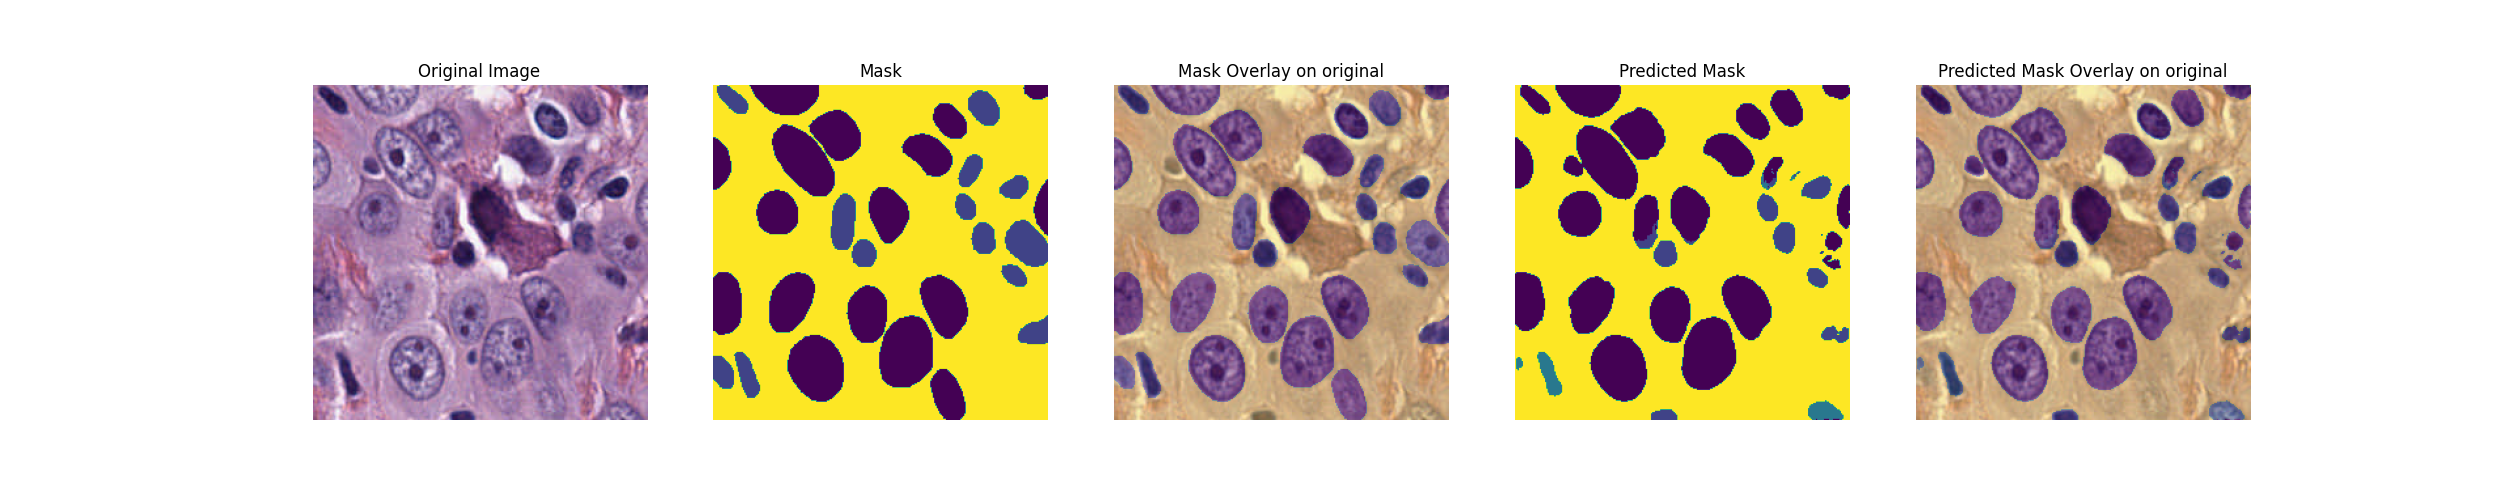 Original Image
Mask
Mask Overlay on original
Predicted Mask
Predicted Mask Overlay on original